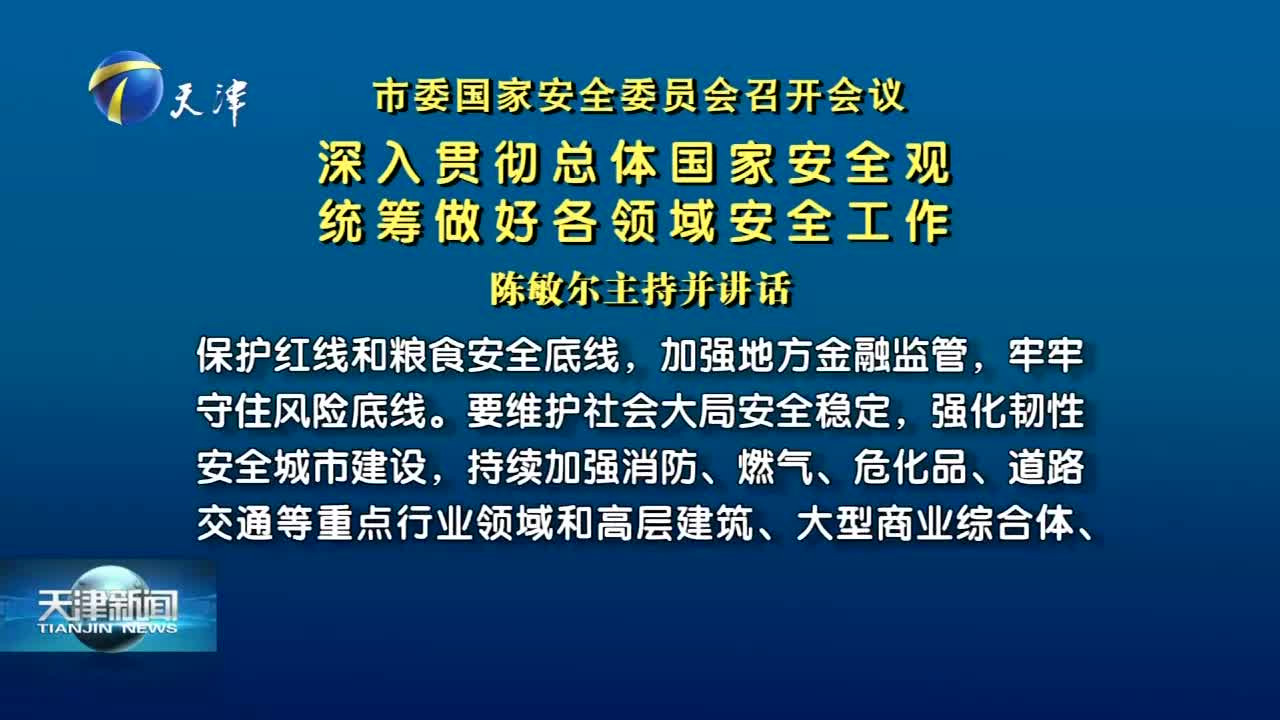 天津
市委国家安全委员会召开会议
深入贯彻总体国家安全观
统筹做好各领域安全工作
陈敏尔主持并讲话
保护红线和粮食安全底线，加强地方金融监管，牢牢
守住风险底线。要维护社会大局安全稳定，强化韧性
安全城市建设，持续加强消防、燃气、危化品、道路
交通等重点行业领域和高层建筑、大型商业综合体、
天津新闻
TIANJIN NEWS